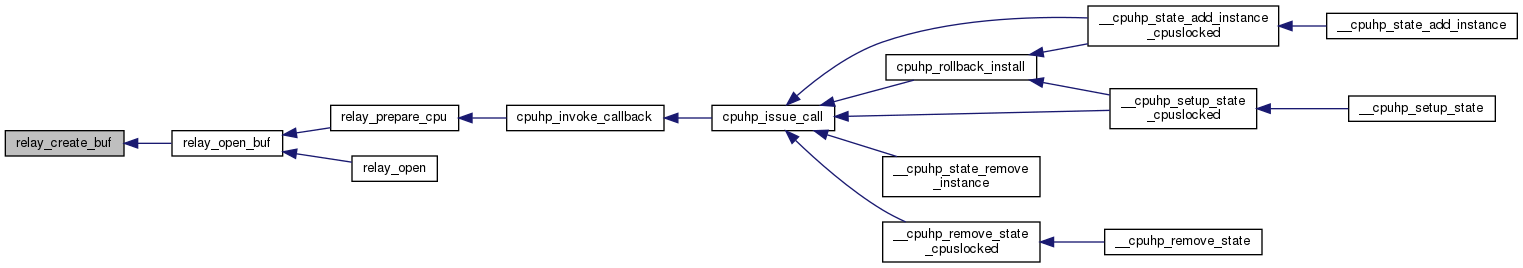 relay_create_buf
relay_open_buf
relay_prepare_cpu
relay_open
cpuhp_invoke_callback
cpuhp_issue_call
__cpuhp_state_add_instance
_cpuslocked
__cpuhp_state_add_instance
cpuhp_rollback_install
__cpuhp_setup_state
_cpuslocked
__cpuhp_setup_state
__cpuhp_state_remove
_instance
__cpuhp_remove_state
_cpuslocked
__cpuhp_remove_state